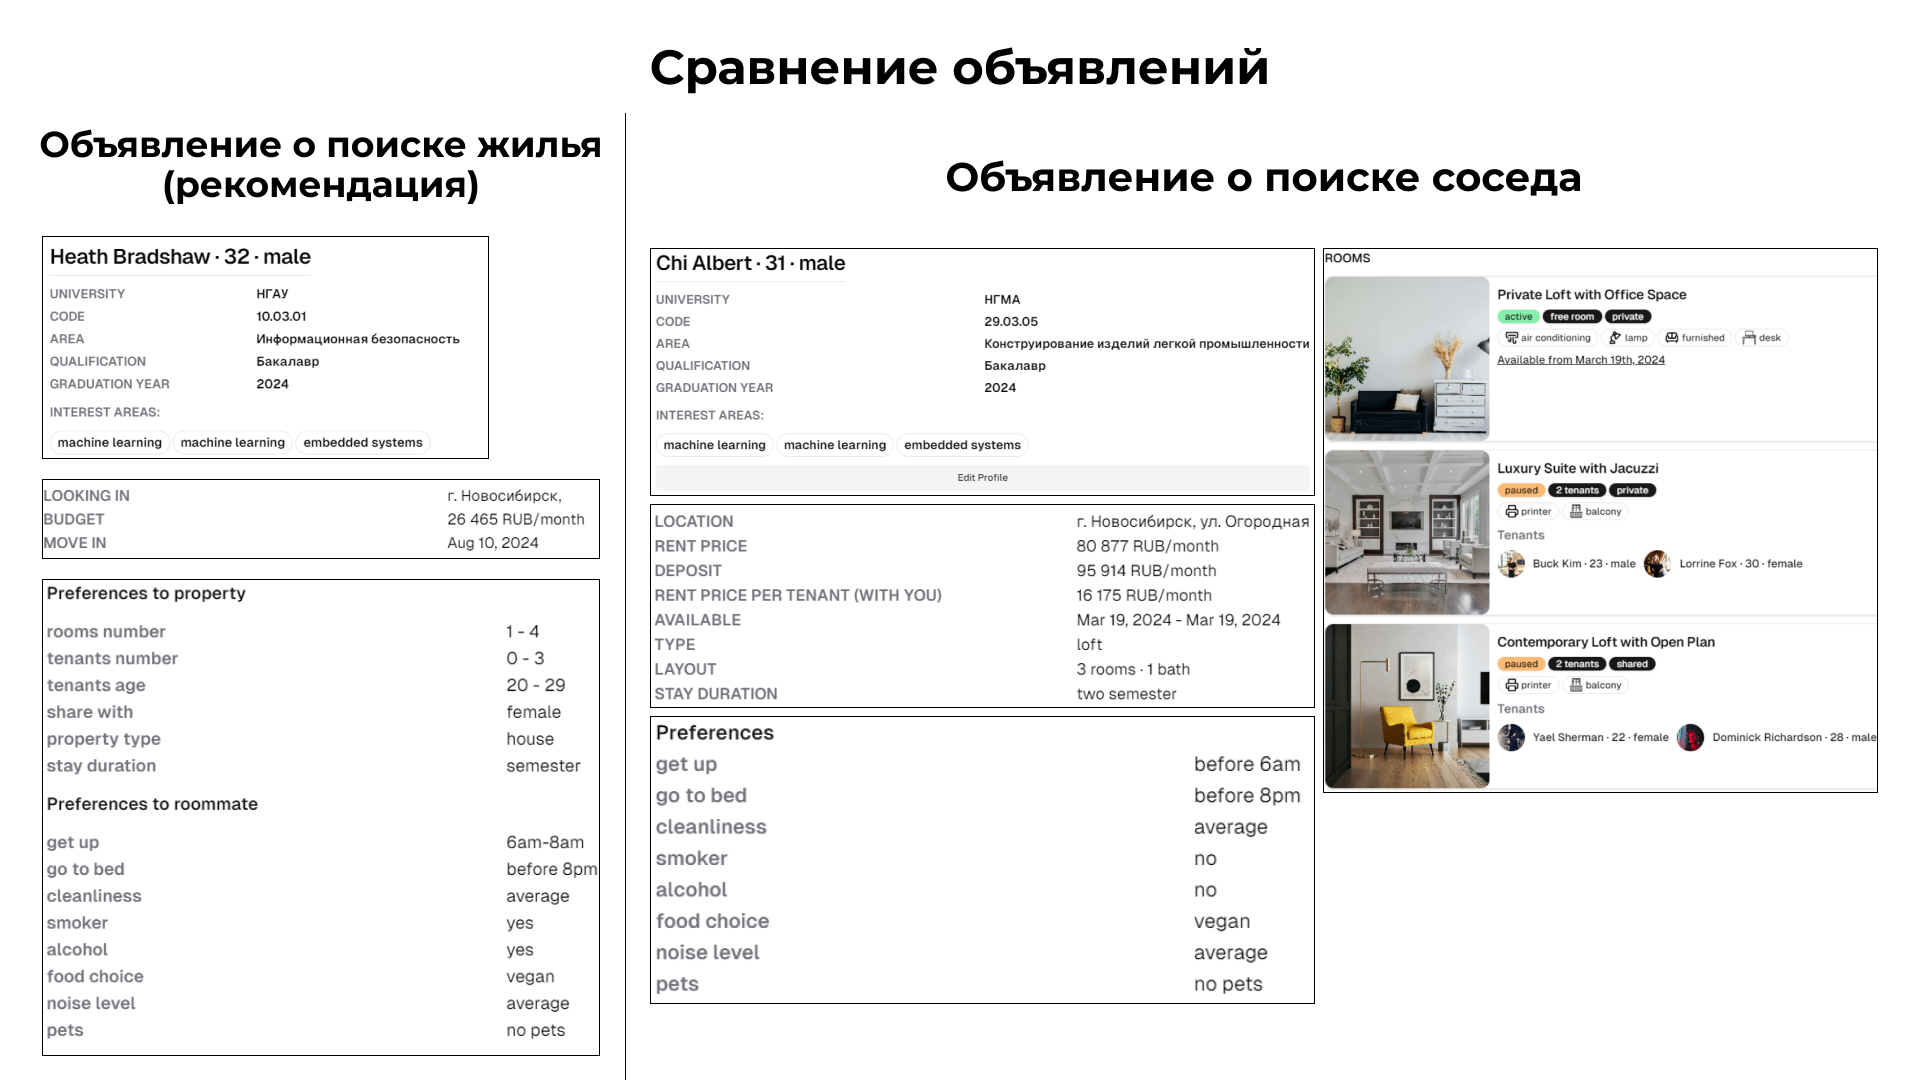 Сравнение объявлений
Объявление о поиске жилья
(рекомендация)
Heath Bradshaw · 32 · male
UNIVERSITY НГАУ
CODE 10.03.01
AREA Информационная безопасность
QUALIFICATION Бакалавр
GRADUATION YEAR 2024
INTEREST AREAS:
machine learning machine learning embedded systems
LOOKING IN г. Новосибирск,
BUDGET 26 465 RUB/month
MOVE IN Aug 10, 2024
Preferences to property
rooms number 1 - 4
tenants number 0 - 3
tenants age 20 - 29
share with female
property type house
stay duration semester
Preferences to roommate
get up 6am-8am
go to bed before 8pm
cleanliness average
smoker yes
alcohol yes
food choice vegan
noise level average
pets no pets
Объявление о поиске соседа
Chi Albert · 31 · male
UNIVERSITY НГМА
CODE 29.03.05
AREA Конструирование изделий легкой промышленности
QUALIFICATION Бакалавр
GRADUATION YEAR 2024
INTEREST AREAS:
machine learning machine learning embedded systems
Edit Profile
LOCATION г. Новосибирск, ул. Огородная
RENT PRICE 80 877 RUB/month
DEPOSIT 95 914 RUB/month
RENT PRICE PER TENANT (WITH YOU) 16 175 RUB/month
AVAILABLE Mar 19, 2024 - Mar 19, 2024
TYPE loft
LAYOUT 3 rooms · 1 bath
STAY DURATION two semester
Preferences
get up before 6am
go to bed before 8pm
cleanliness average
smoker no
alcohol no
food choice vegan
noise level average
pets no pets
ROOMS
Private Loft with Office Space
active free room private
air conditioning lamp furnished desk
Available from March 19th, 2024
Luxury Suite with Jacuzzi
paused 2 tenants private
printer balcony
Tenants
Buck Kim · 23 · male Lorrine Fox · 30 · female
Contemporary Loft with Open Plan
paused 2 tenants shared
printer balcony
Tenants
Yael Sherman · 22 · female Dominick Richardson · 28 · male